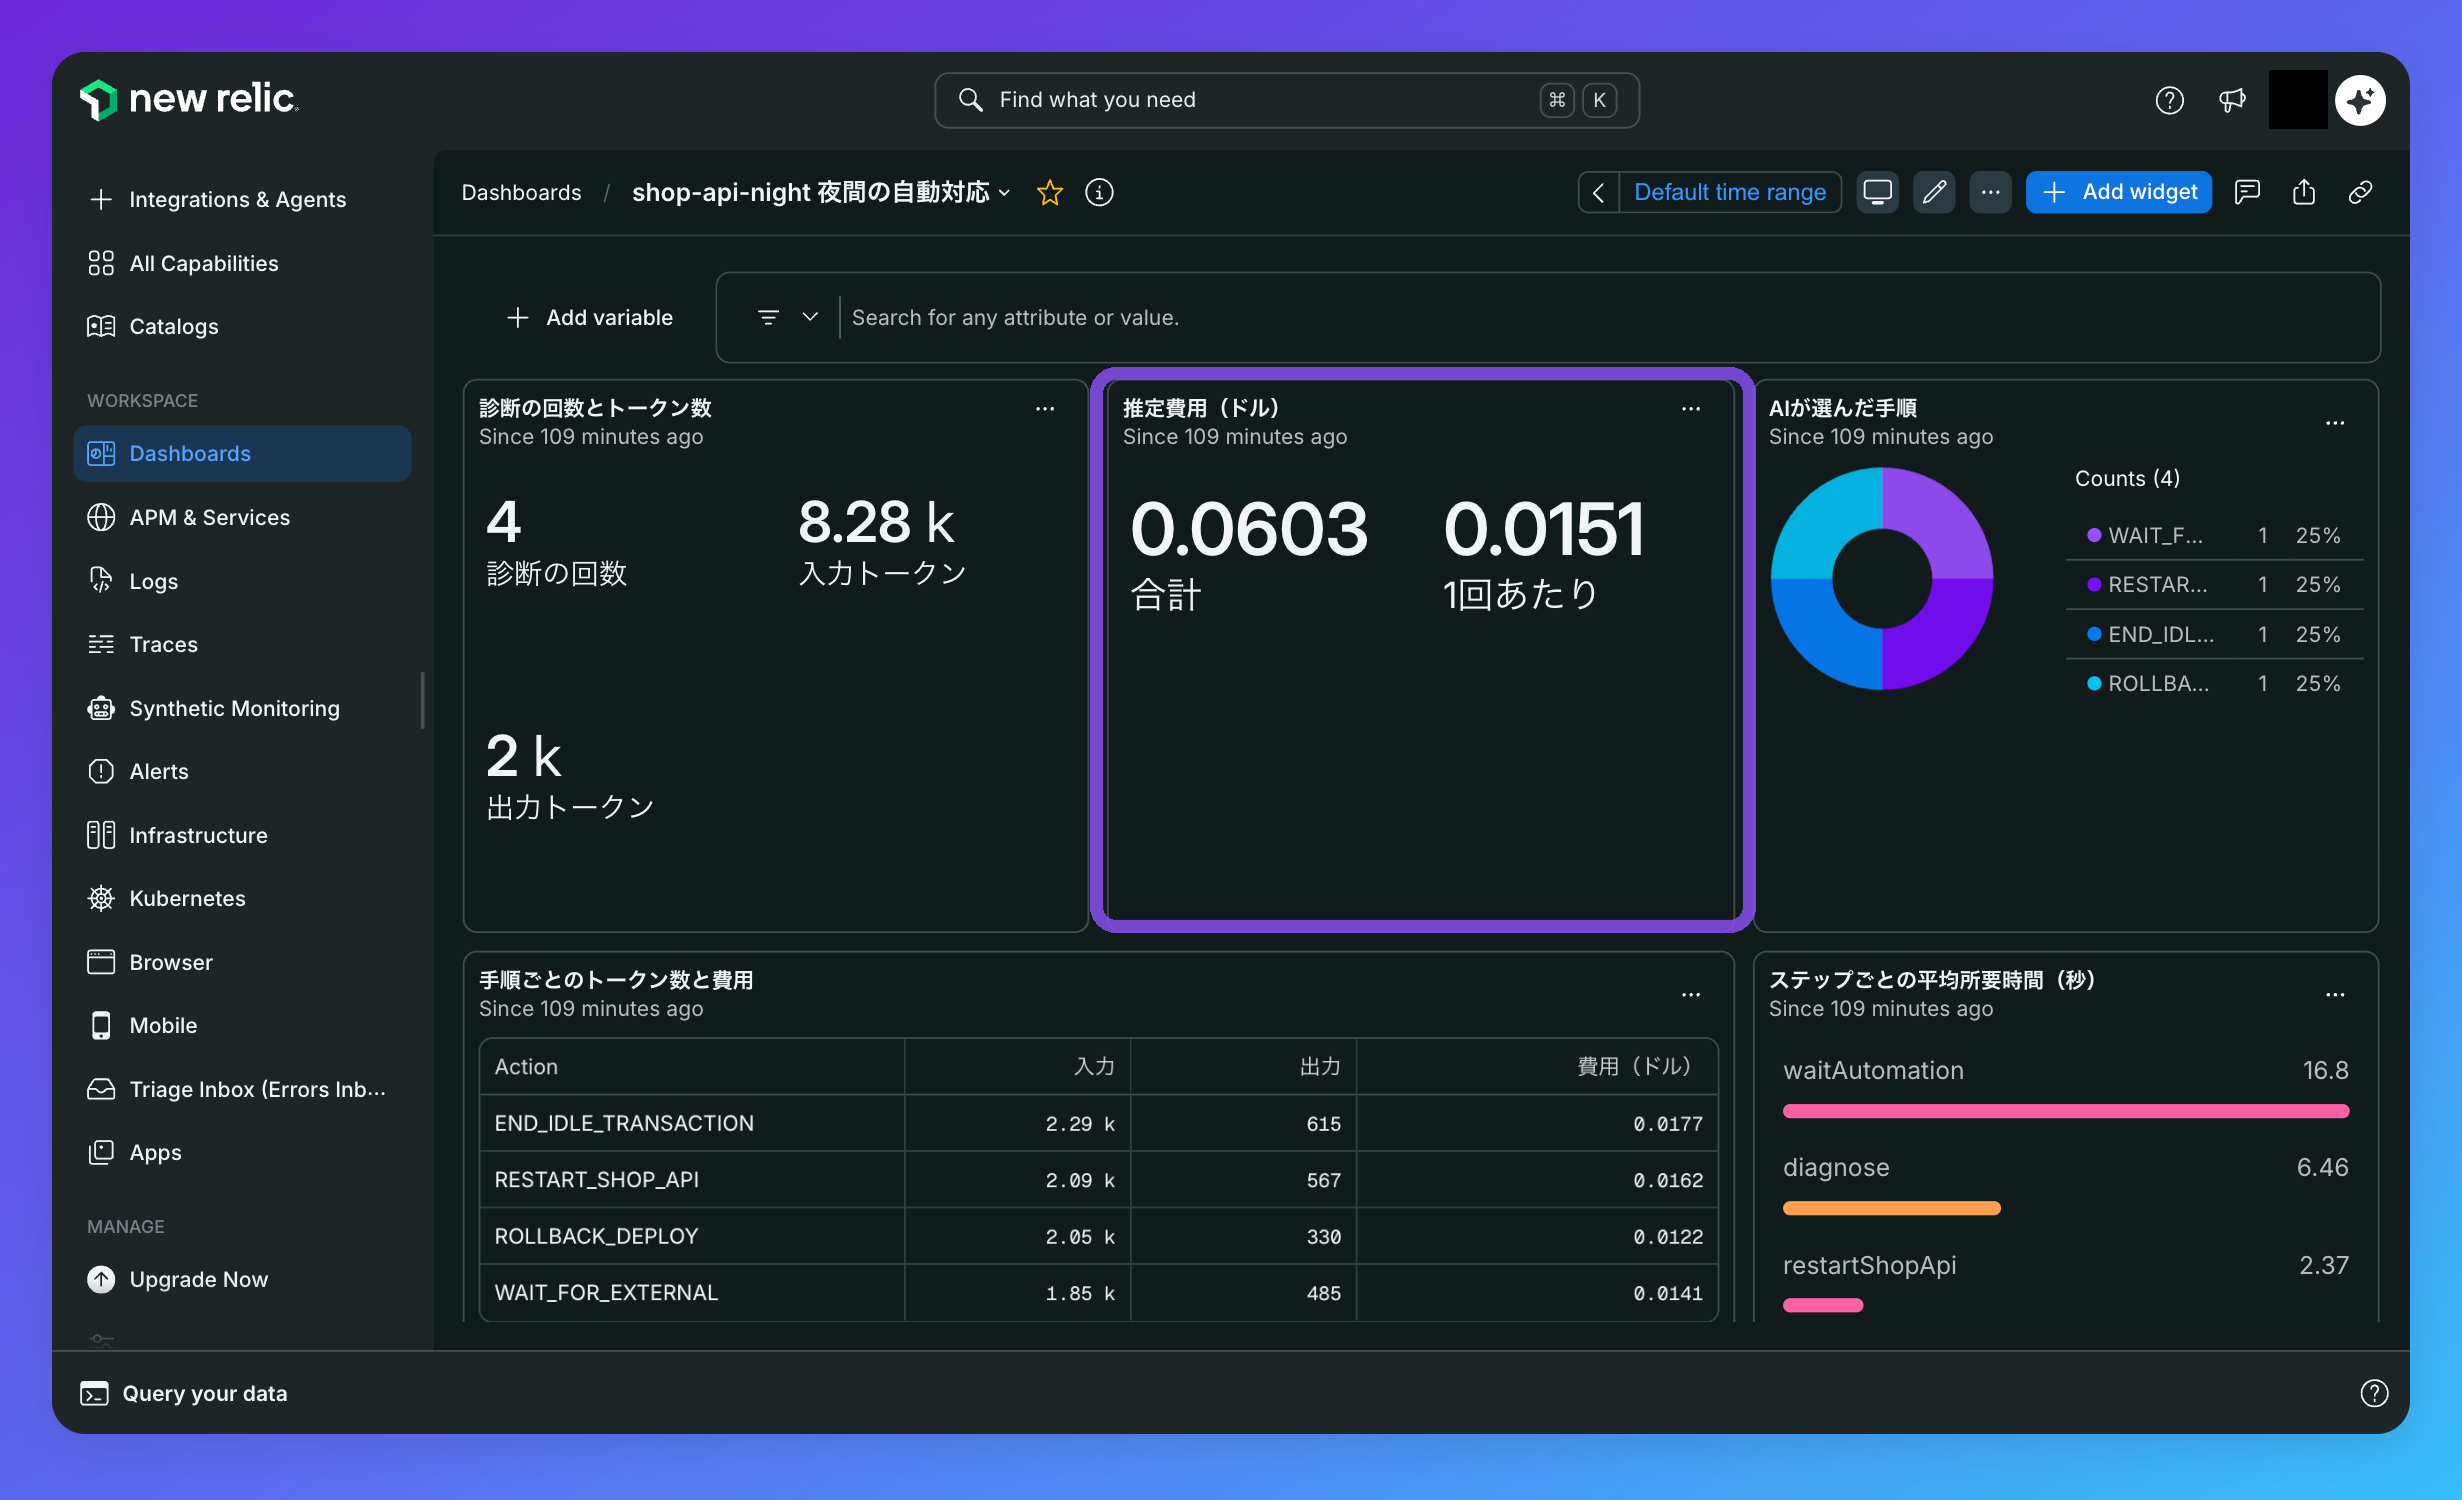 new relic
Find what you need
⌘ K
Integrations & Agents
All Capabilities
Catalogs
WORKSPACE
Dashboards
APM & Services
Logs
Traces
Synthetic Monitoring
Alerts
Infrastructure
Kubernetes
Browser
Mobile
Triage Inbox (Errors Inb...
Apps
MANAGE
Upgrade Now
Dashboards / shop-api-night 夜間の自動対応
Default time range
Add widget
Add variable
Search for any attribute or value.
診断の回数とトークン数
Since 109 minutes ago
4
診断の回数
8.28 k
入力トークン
2 k
出力トークン
推定費用（ドル）
Since 109 minutes ago
0.0603
合計
0.0151
1回あたり
AIが選んだ手順
Since 109 minutes ago
Counts (4)
WAIT_F... 1 25%
RESTAR... 1 25%
END_IDL... 1 25%
ROLLBA... 1 25%
手順ごとのトークン数と費用
Since 109 minutes ago
Action 入力 出力 費用（ドル）
END_IDLE_TRANSACTION 2.29 k 615 0.0177
RESTART_SHOP_API 2.09 k 567 0.0162
ROLLBACK_DEPLOY 2.05 k 330 0.0122
WAIT_FOR_EXTERNAL 1.85 k 485 0.0141
ステップごとの平均所要時間（秒）
Since 109 minutes ago
waitAutomation 16.8
diagnose 6.46
restartShopApi 2.37
Query your data